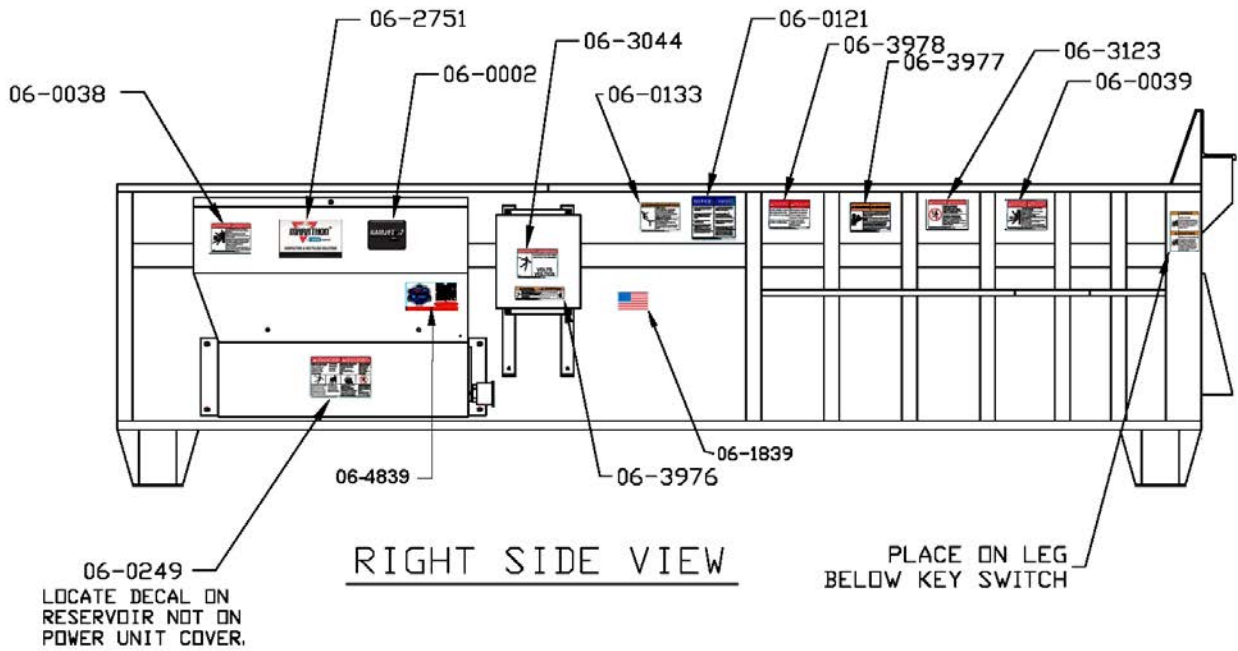 06-2751
06-0121
06-3044
06-3978
06-3123
06-3977
06-0002
06-0039
06-0038
06-0133
MARATHON
VOLTS
06-4839
06-3976
06-1839
RIGHT SIDE VIEW
PLACE ON LEG
BELOW KEY SWITCH
06-0249
LOCATE DECAL ON
RESERVOIR NOT ON
POWER UNIT COVER.